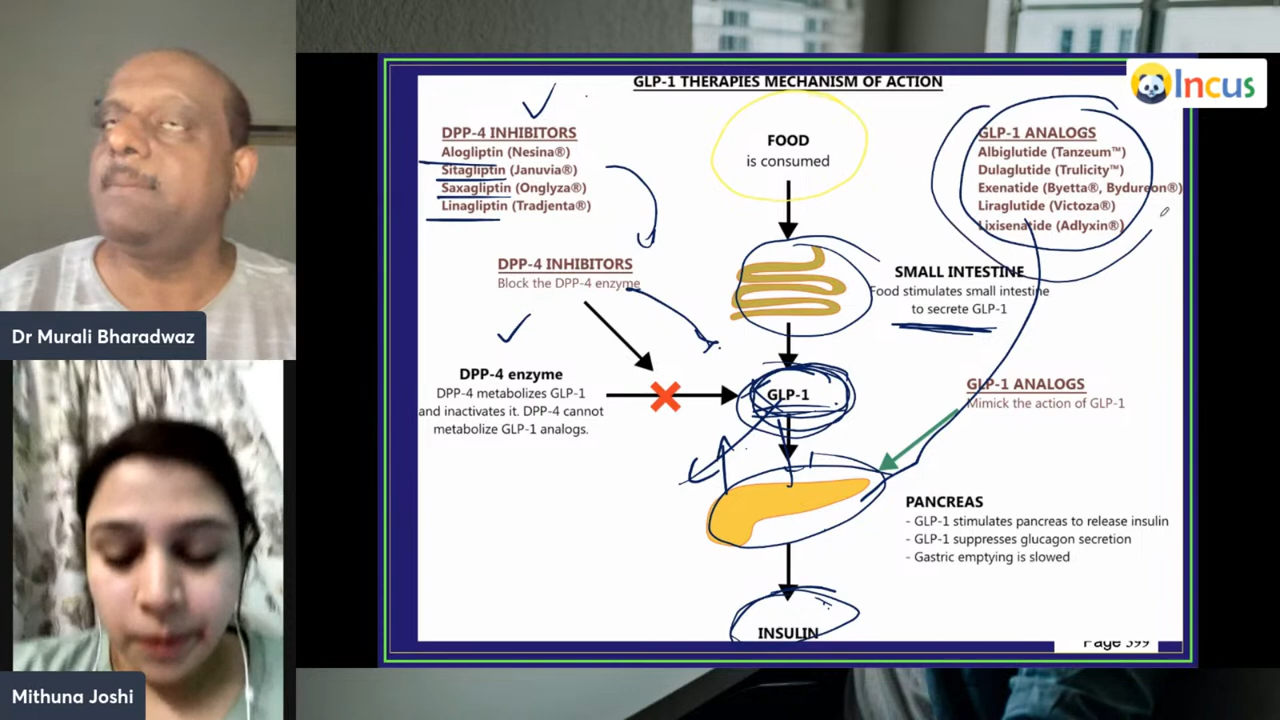 GLP-1 THERAPIES MECHANISM OF ACTION
Incus
DPP-4 INHIBITORS
Alogliptin (Nesina®)
Sitagliptin (Januvia®)
Saxagliptin (Onglyza®)
Linagliptin (Tradjenta®)
FOOD
is consumed
GLP-1 ANALOGS
Albiglutide (Tanzeum™)
Dulaglutide (Trulicity™)
Exenatide (Byetta®, Bydureon®)
Liraglutide (Victoza®)
Lixisenatide (Adlyxin®)
DPP-4 INHIBITORS
Block the DPP-4 enzyme
SMALL INTESTINE
Food stimulates small intestine
to secrete GLP-1
DPP-4 enzyme
DPP-4 metabolizes GLP-1
and inactivates it. DPP-4 cannot
metabolize GLP-1 analogs.
GLP-1
GLP-1 ANALOGS
Mimick the action of GLP-1
PANCREAS
- GLP-1 stimulates pancreas to release insulin
- GLP-1 suppresses glucagon secretion
- Gastric emptying is slowed
INSULIN
Page 399
Dr Murali Bharadwaz
Mithuna Joshi